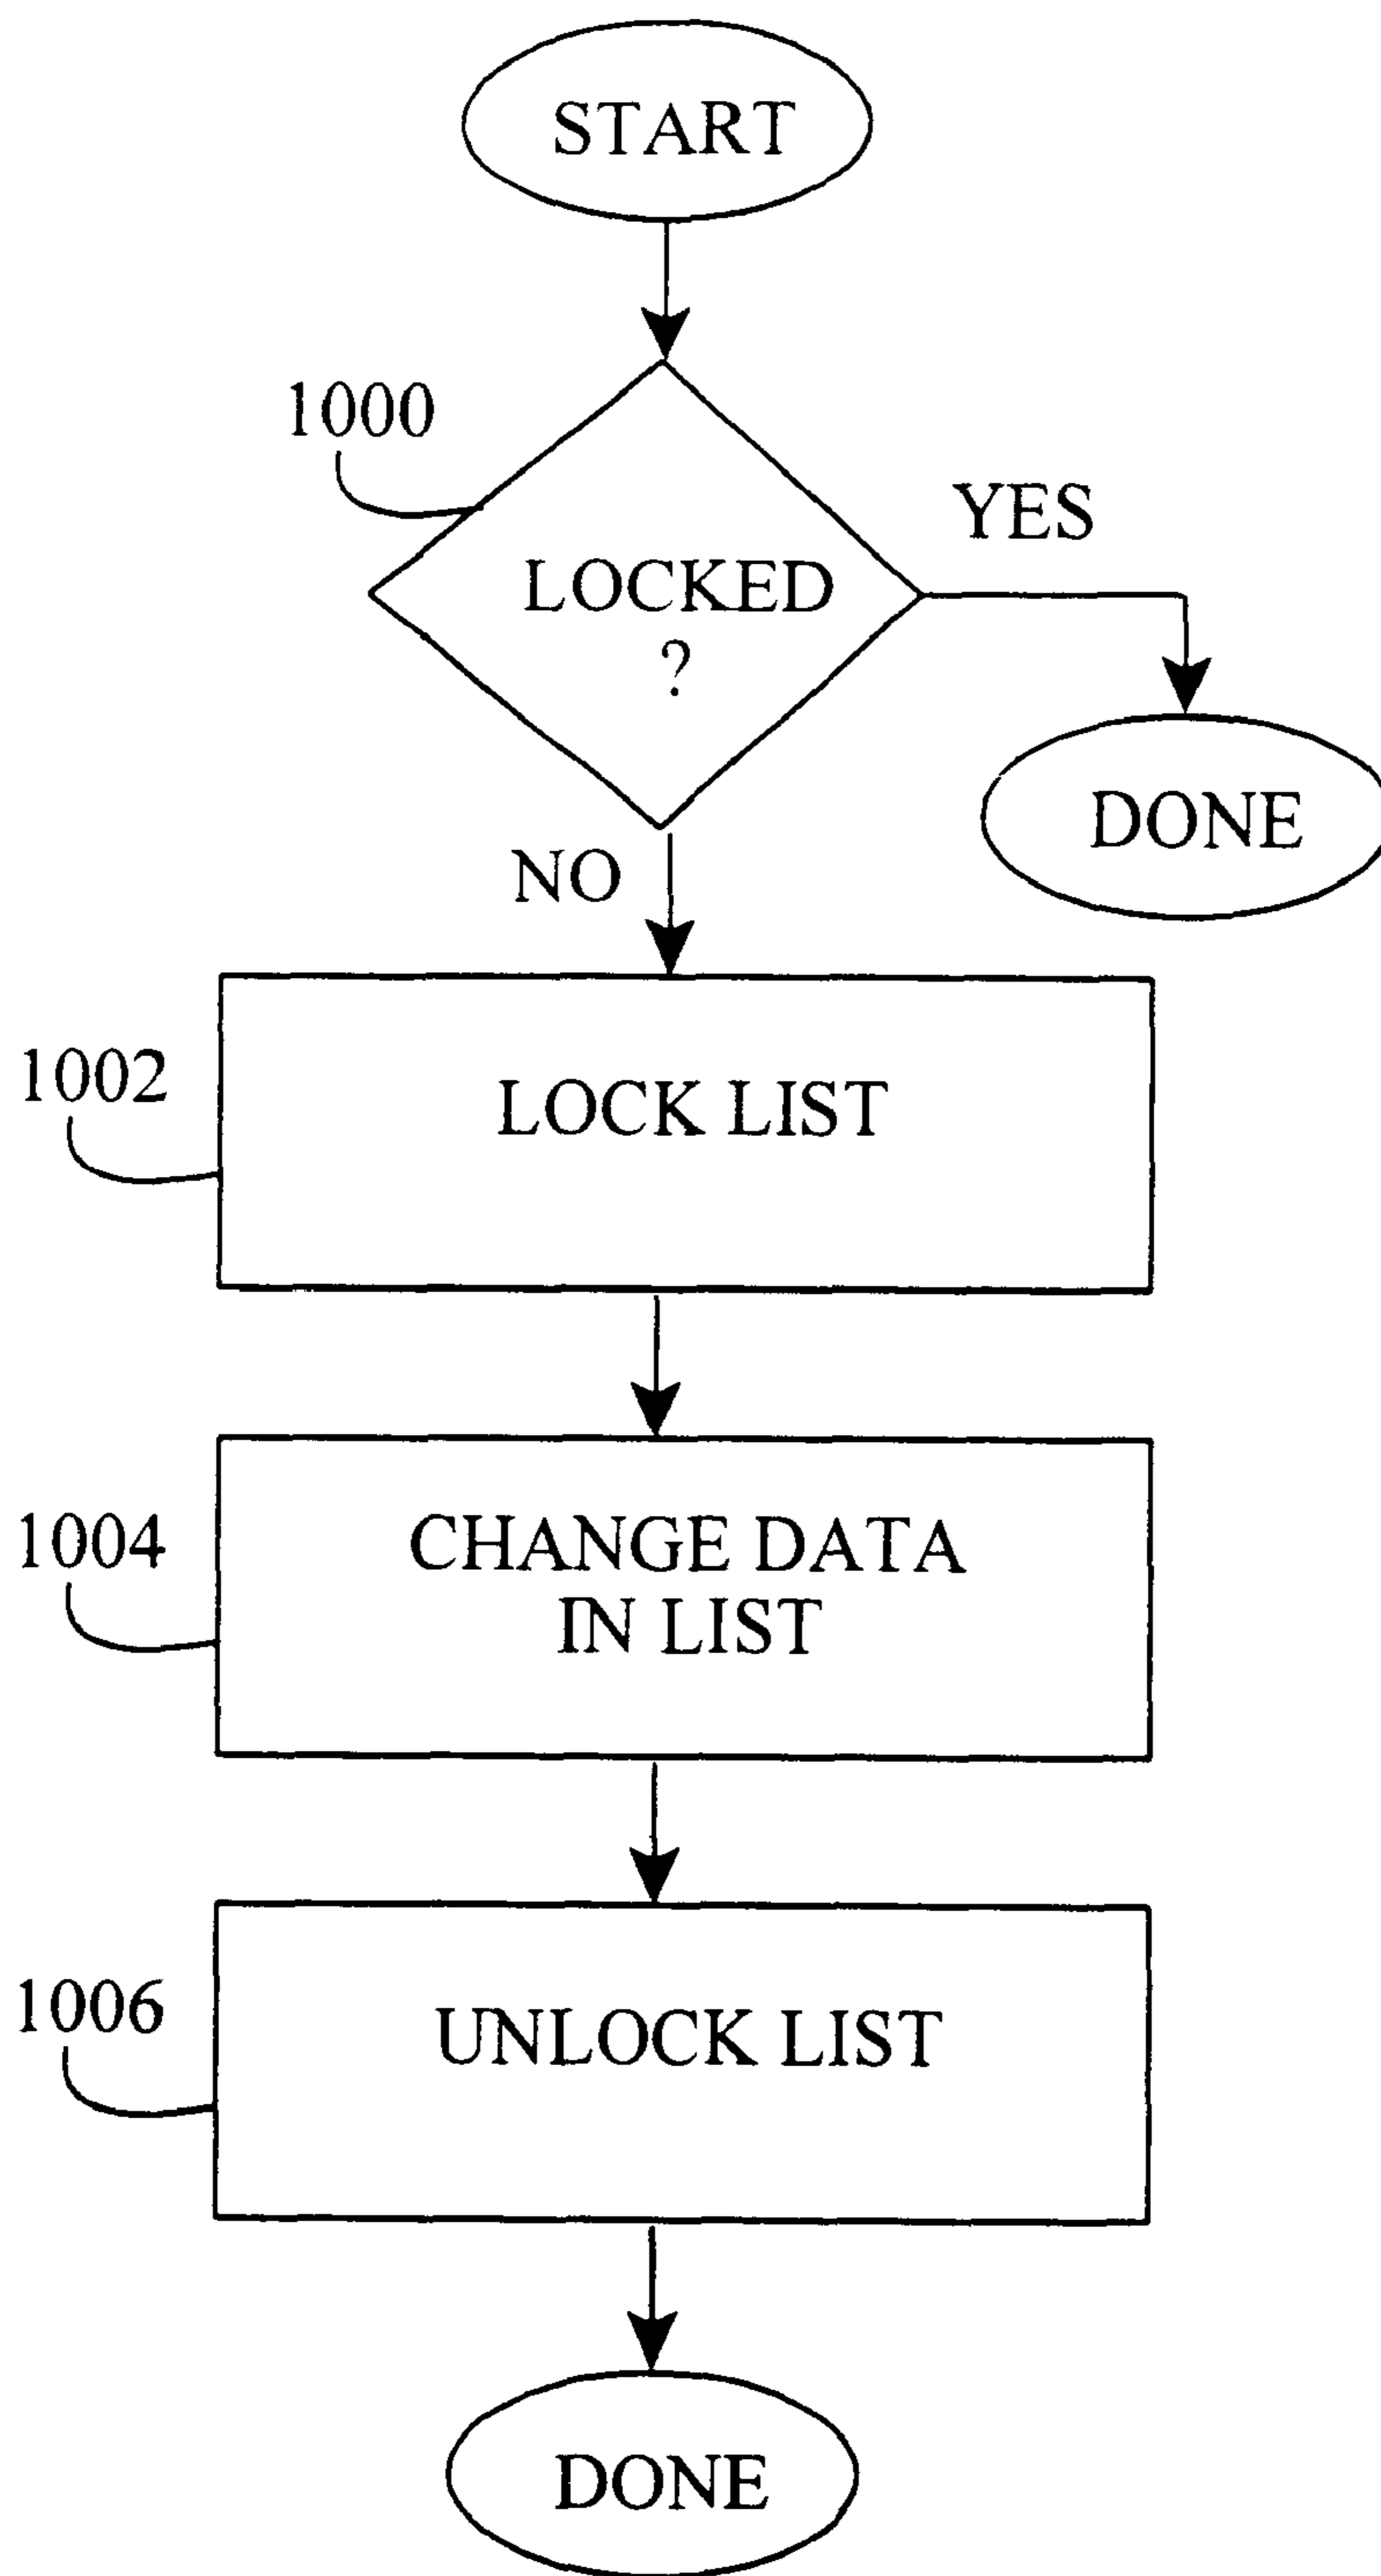 START
1000
YES
LOCKED
?
DONE
NO
1002
LOCK LIST
1004
CHANGE DATA
IN LIST
1006
UNLOCK LIST
DONE